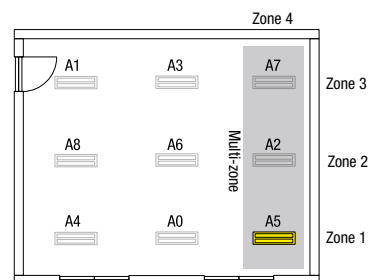 Zone 4
A1 A3 A7
Zone 3
A8 A6 A2
Zone 2
Multi-zone
A4 A0 A5
Zone 1